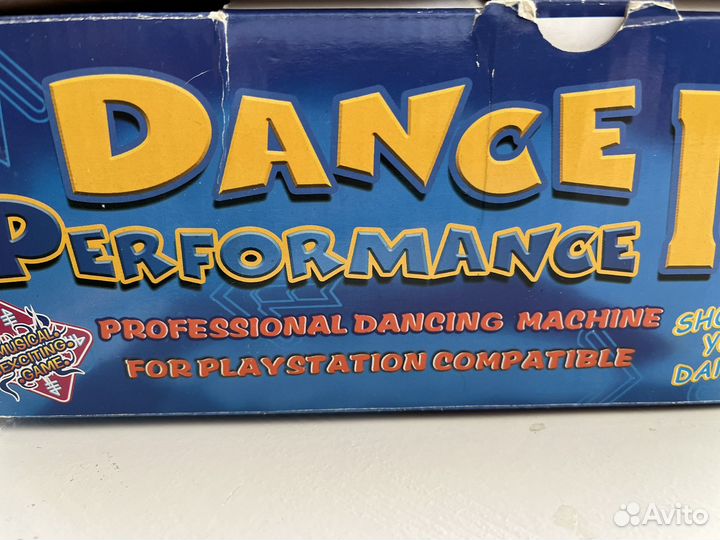 DANCE
PERFORMANCE
PROFESSIONAL DANCING MACHINE
FOR PLAYSTATION COMPATIBLE
MUSICAL
EXCITING
GAME
Avito